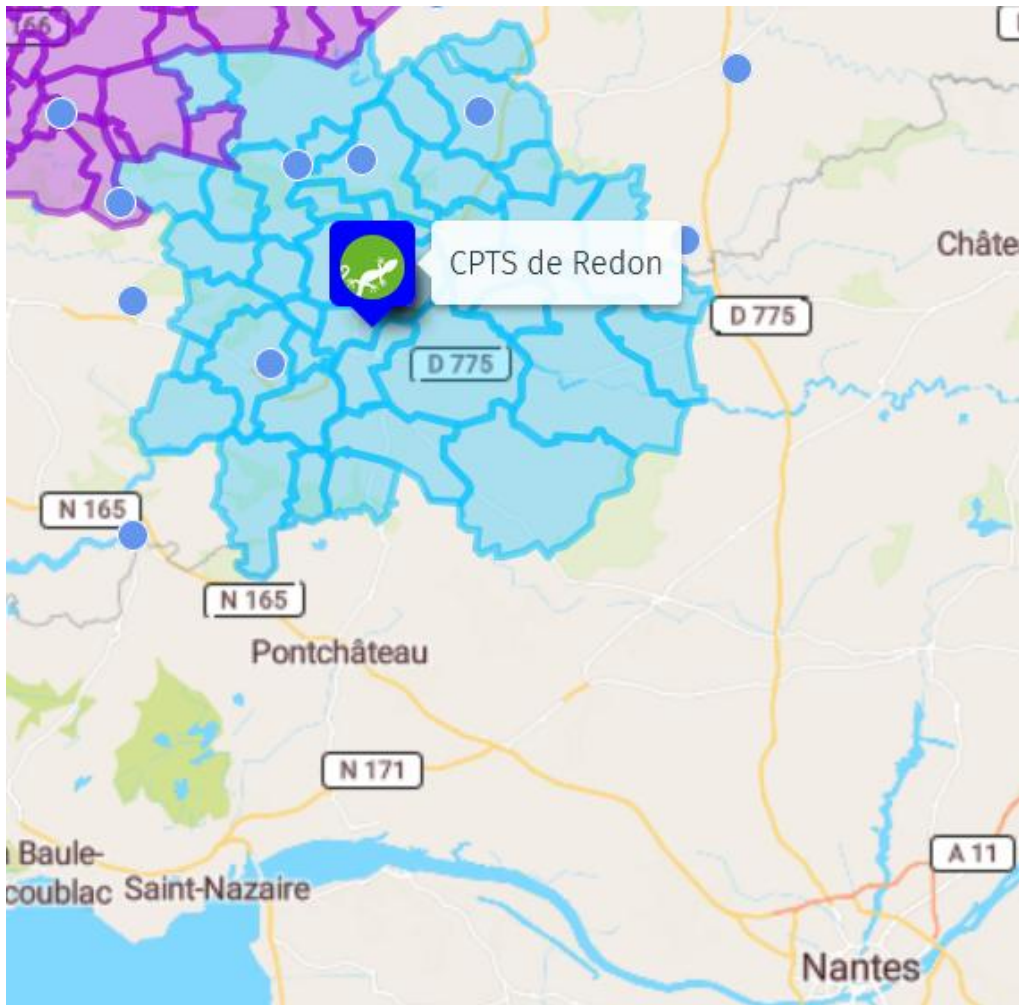 166
CPTS de Redon
Châte
D 775
D 775
N 165
N 165
Pontchâteau
N 171
Baule-
coublac
Saint-Nazaire
A 11
Nantes